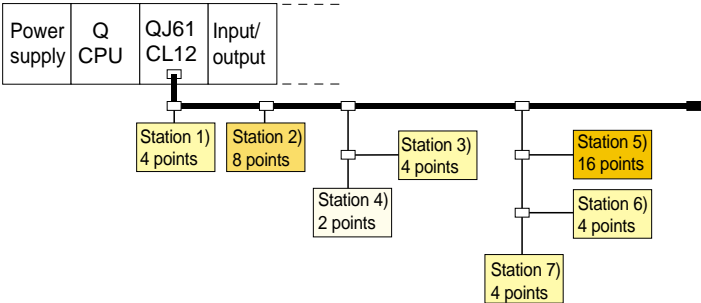 Power
supply
Q
CPU
QJ61
CL12
Input/
output
Station 1)
4 points
Station 2)
8 points
Station 3)
4 points
Station 4)
2 points
Station 5)
16 points
Station 6)
4 points
Station 7)
4 points